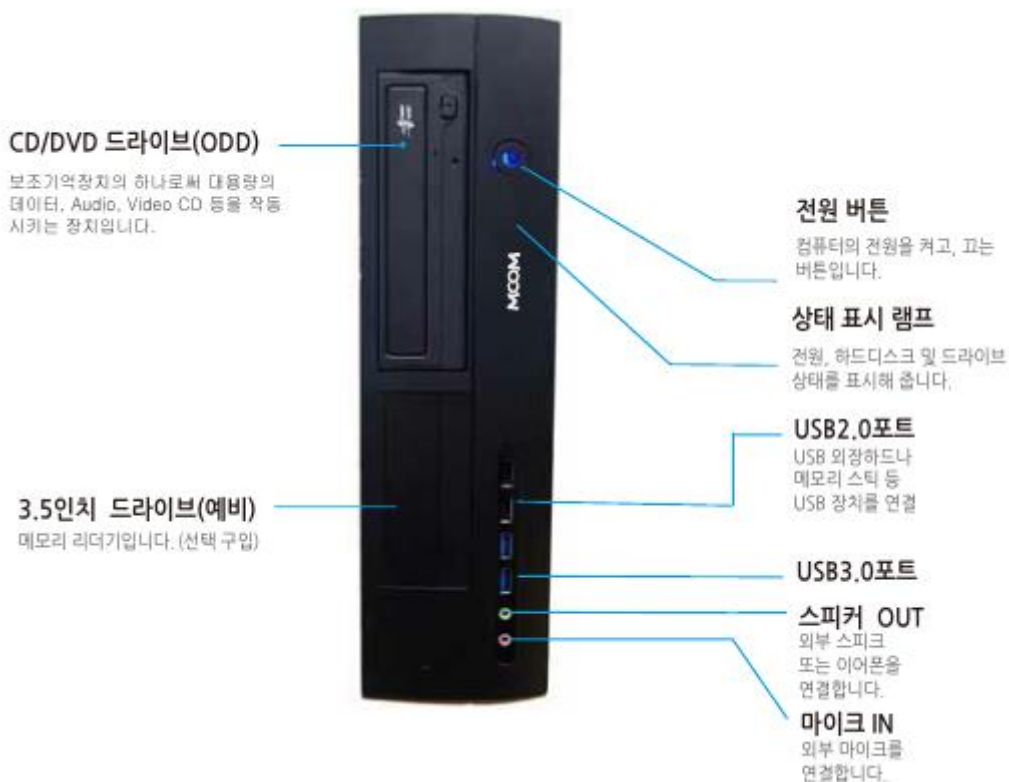 CD/DVD 드라이브(ODD)
보조기억장치의 하나로써 대용량의
데이터, Audio, Video CD 등을 작동
시키는 장치입니다.
3.5인치 드라이브(예비)
메모리 리더기입니다. (선택 구입)
MOOM
전원 버튼
컴퓨터의 전원을 켜고, 끄는
버튼입니다.
상태 표시 램프
전원, 하드디스크 및 드라이브
상태를 표시해 줍니다.
USB2.0포트
USB 외장하드나
메모리 스틱 등
USB 장치를 연결
USB3.0포트
스피커 OUT
외부 스피크
또는 이어폰을
연결합니다.
마이크 IN
외부 마이크를
연결합니다.